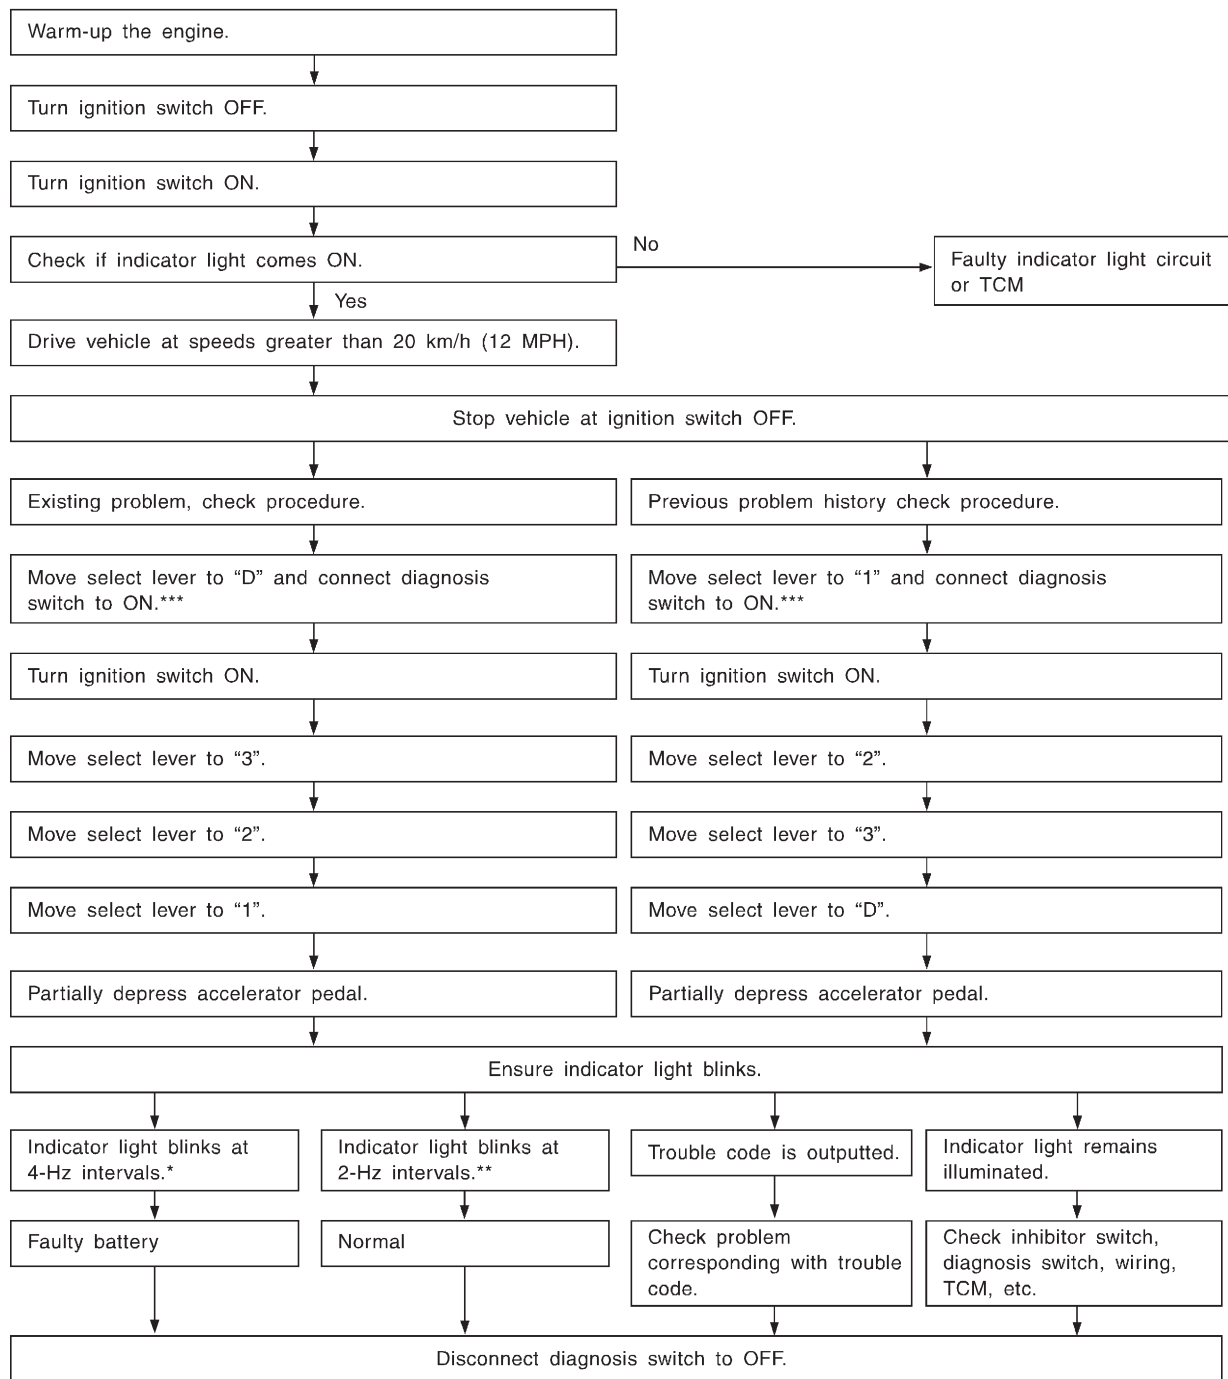 Warm-up the engine.
Turn ignition switch OFF.
Turn ignition switch ON.
Check if indicator light comes ON.
No
Faulty indicator light circuit
or TCM
Yes
Drive vehicle at speeds greater than 20 km/h (12 MPH).
Stop vehicle at ignition switch OFF.
Existing problem, check procedure.
Previous problem history check procedure.
Move select lever to “D” and connect diagnosis
switch to ON.***
Move select lever to “1” and connect diagnosis
switch to ON.***
Turn ignition switch ON.
Turn ignition switch ON.
Move select lever to “3”.
Move select lever to “2”.
Move select lever to “2”.
Move select lever to “3”.
Move select lever to “1”.
Move select lever to “D”.
Partially depress accelerator pedal.
Partially depress accelerator pedal.
Ensure indicator light blinks.
Indicator light blinks at
4-Hz intervals.*
Indicator light blinks at
2-Hz intervals.**
Trouble code is outputted.
Indicator light remains
illuminated.
Faulty battery
Normal
Check problem
corresponding with trouble
code.
Check inhibitor switch,
diagnosis switch, wiring,
TCM, etc.
Disconnect diagnosis switch to OFF.